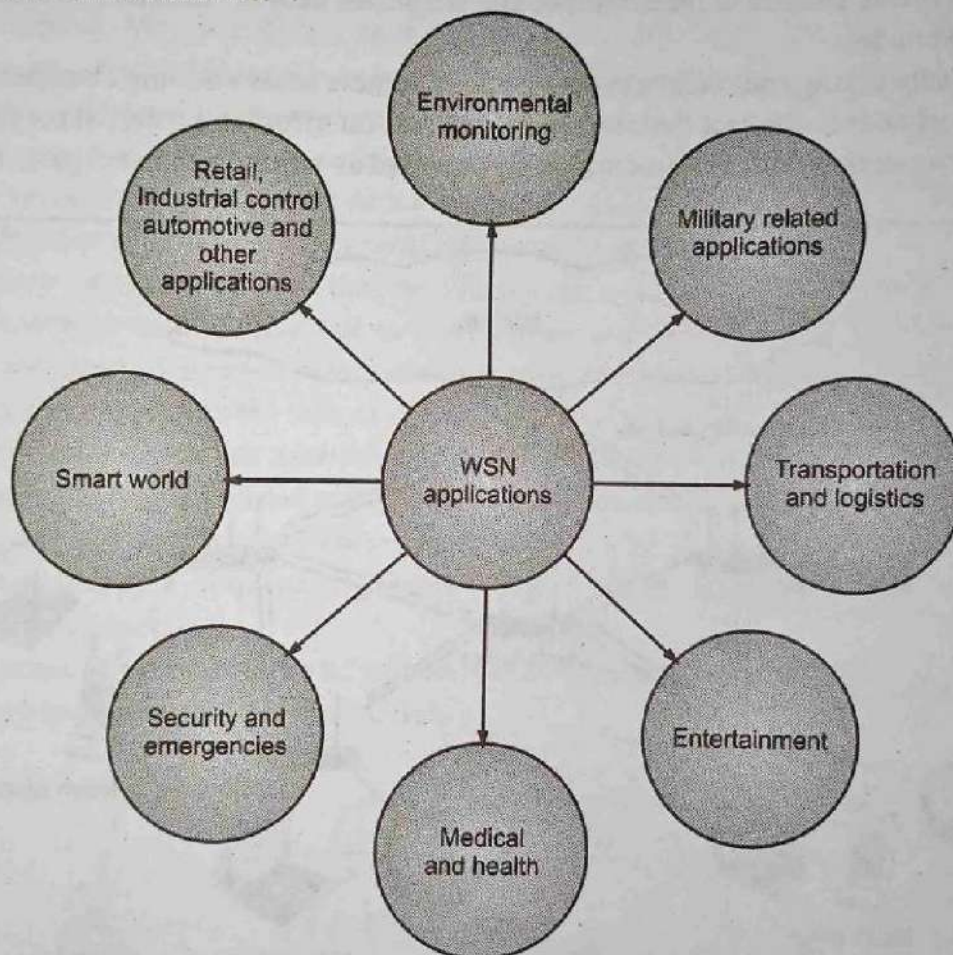 Environmental
monitoring
Retail,
Industrial control
automotive and
other
applications
Military related
applications
Smart world
WSN
applications
Transportation
and logistics
Security and
emergencies
Entertainment
Medical
and health